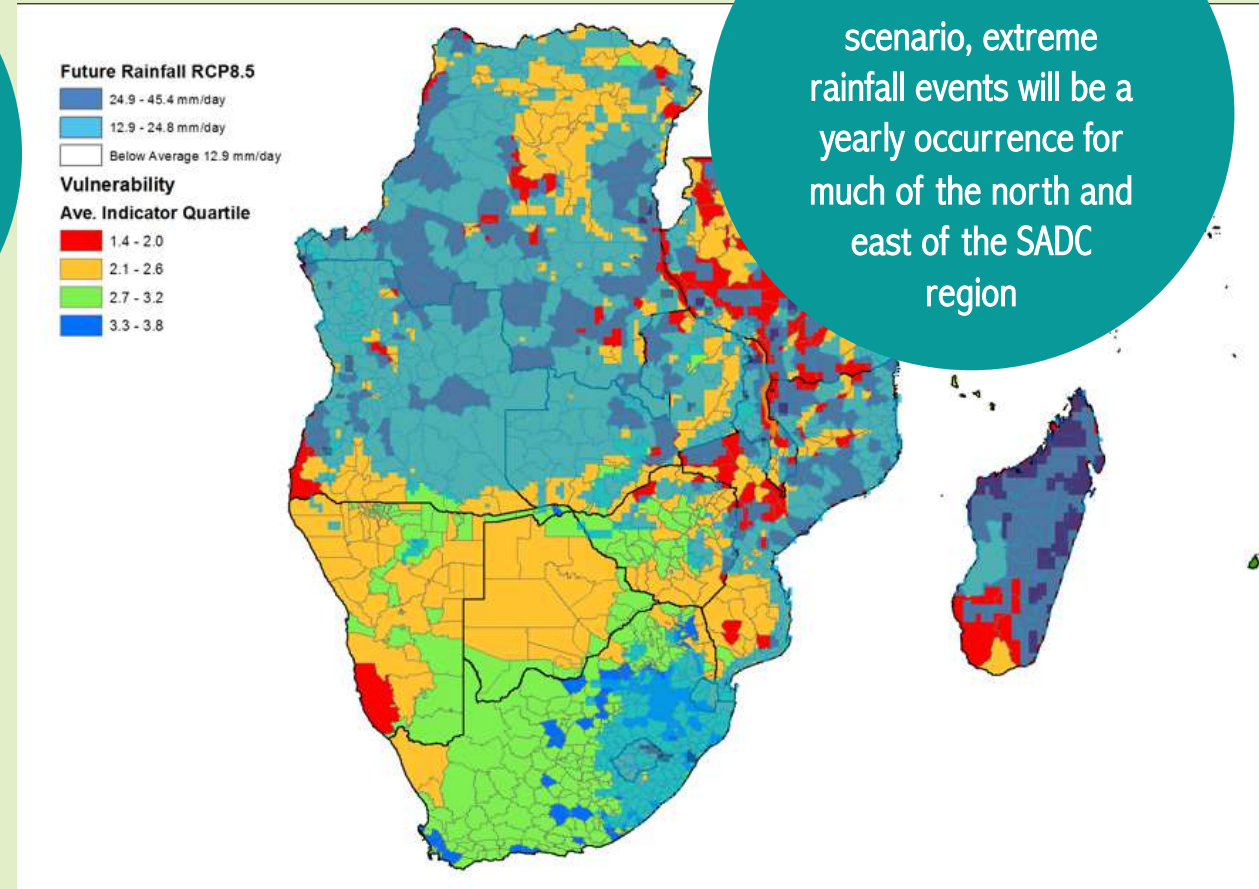 Future Rainfall RCP8.5
24.9 - 45.4 mm/day
12.9 - 24.8 mm/day
Below Average 12.9 mm/day
Vulnerability
Ave. Indicator Quartile
1.4 - 2.0
2.1 - 2.6
2.7 - 3.2
3.3 - 3.8
scenario, extreme
rainfall events will be a
yearly occurrence for
much of the north and
east of the SADC
region